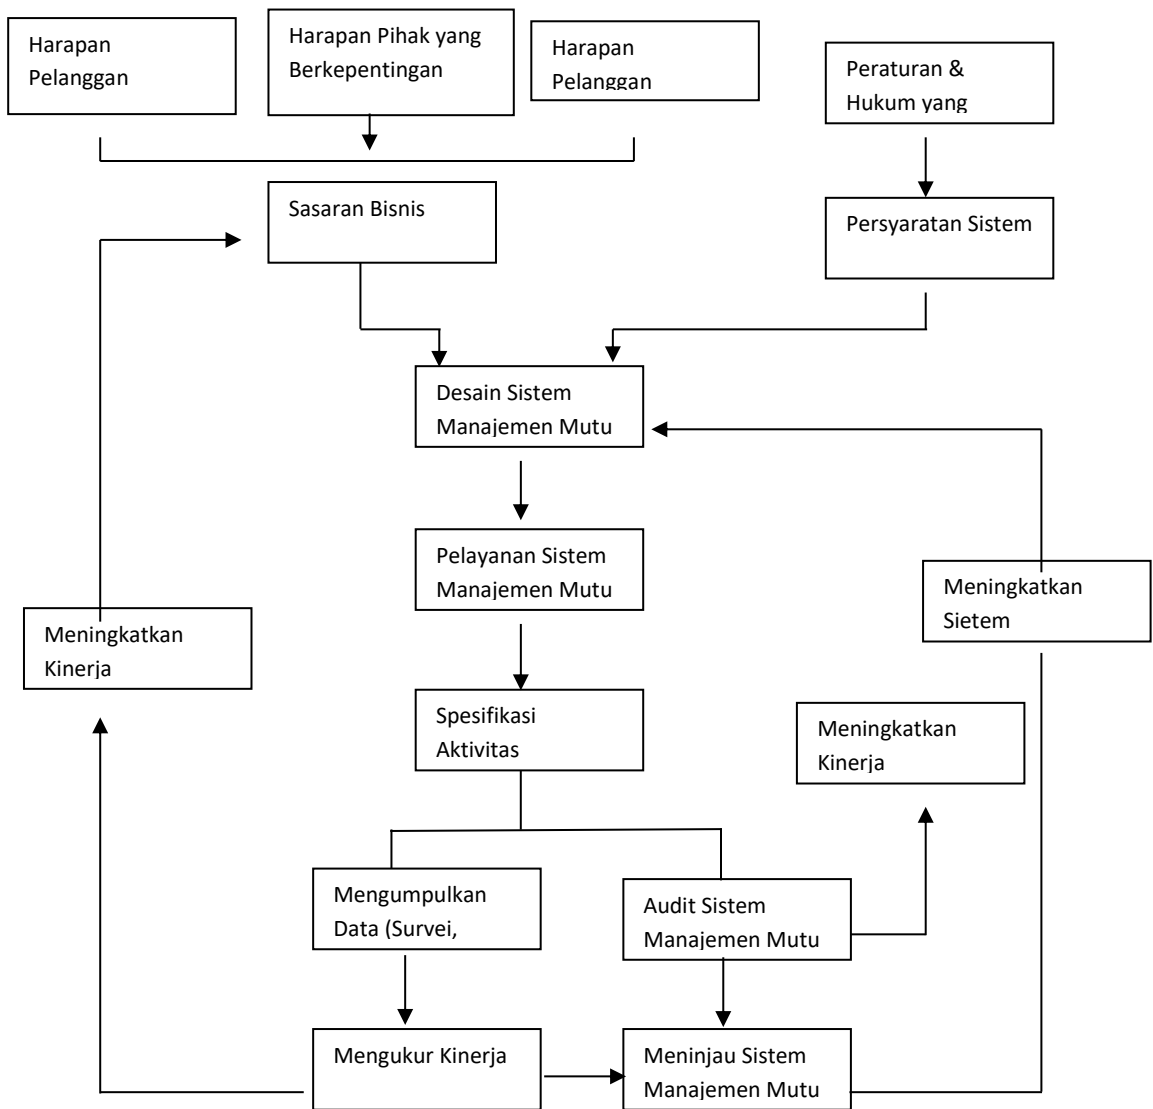 Harapan
Pelanggan
Harapan Pihak yang
Berkepentingan
Harapan
Pelanggan
Peraturan &
Hukum yang
Sasaran Bisnis
Persyaratan Sistem
Desain Sistem
Manajemen Mutu
Pelayanan Sistem
Manajemen Mutu
Meningkatkan
Sietem
Meningkatkan
Kinerja
Spesifikasi
Aktivitas
Meningkatkan
Kinerja
Mengumpulkan
Data (Survei,
Audit Sistem
Manajemen Mutu
Mengukur Kinerja
Meninjau Sistem
Manajemen Mutu